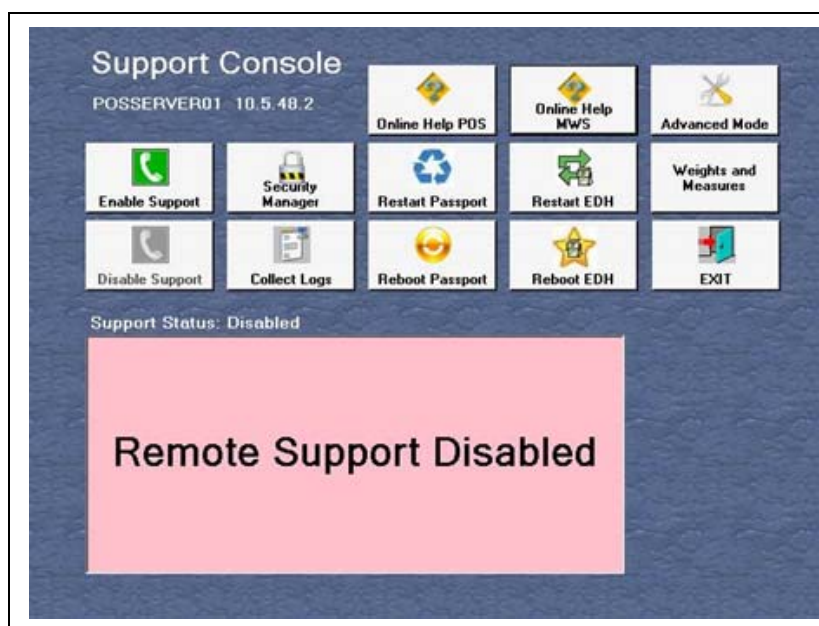 Support Console
POSSERVER01 10.5.48.2
Online Help POS
Online Help
MWS
Advanced Mode
Enable Support
Security
Manager
Restart Passport
Restart EDH
Weights and
Measures
Disable Support
Collect Logs
Reboot Passport
Reboot EDH
EXIT
Support Status: Disabled
Remote Support Disabled